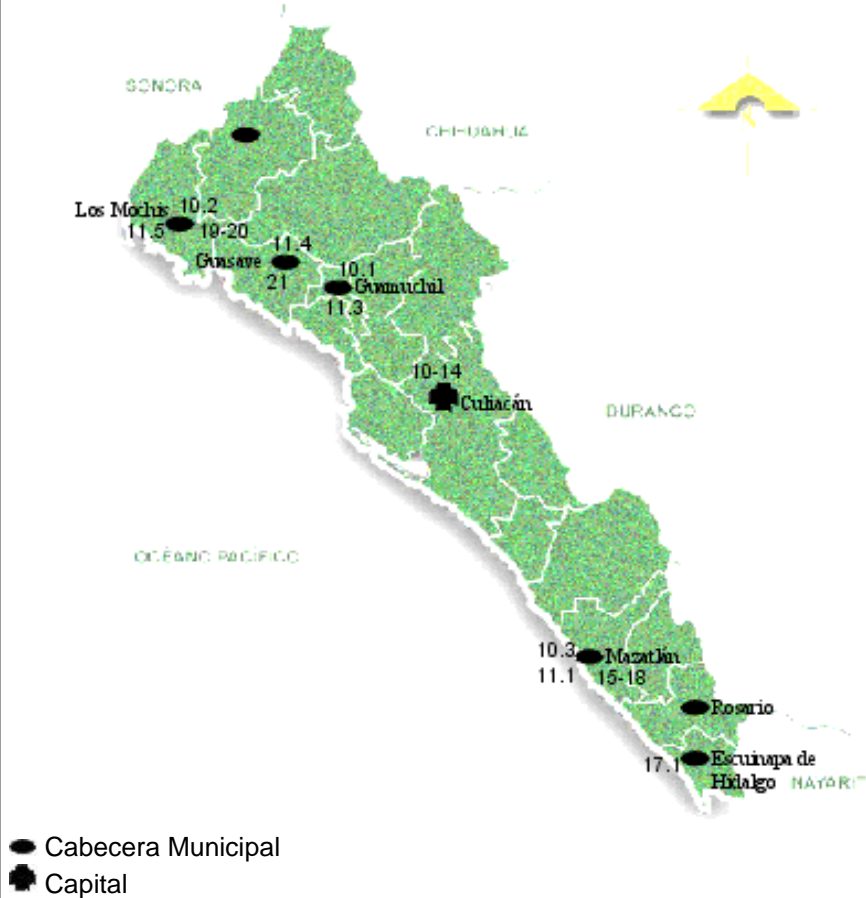 SONORA
CHIHUAHUA
Los Mochis 10.2
11.5 19-20
11.4
Guasave
21
10.1
Guamuchil
11.3
10-14
Culiacán
DURANGO
OCÉANO PACÍFICO
10.3 Mazatlán
11.1 15-18
Rosario
17.1 Escuinapa de
Hidalgo NAYARIT
Cabecera Municipal
Capital